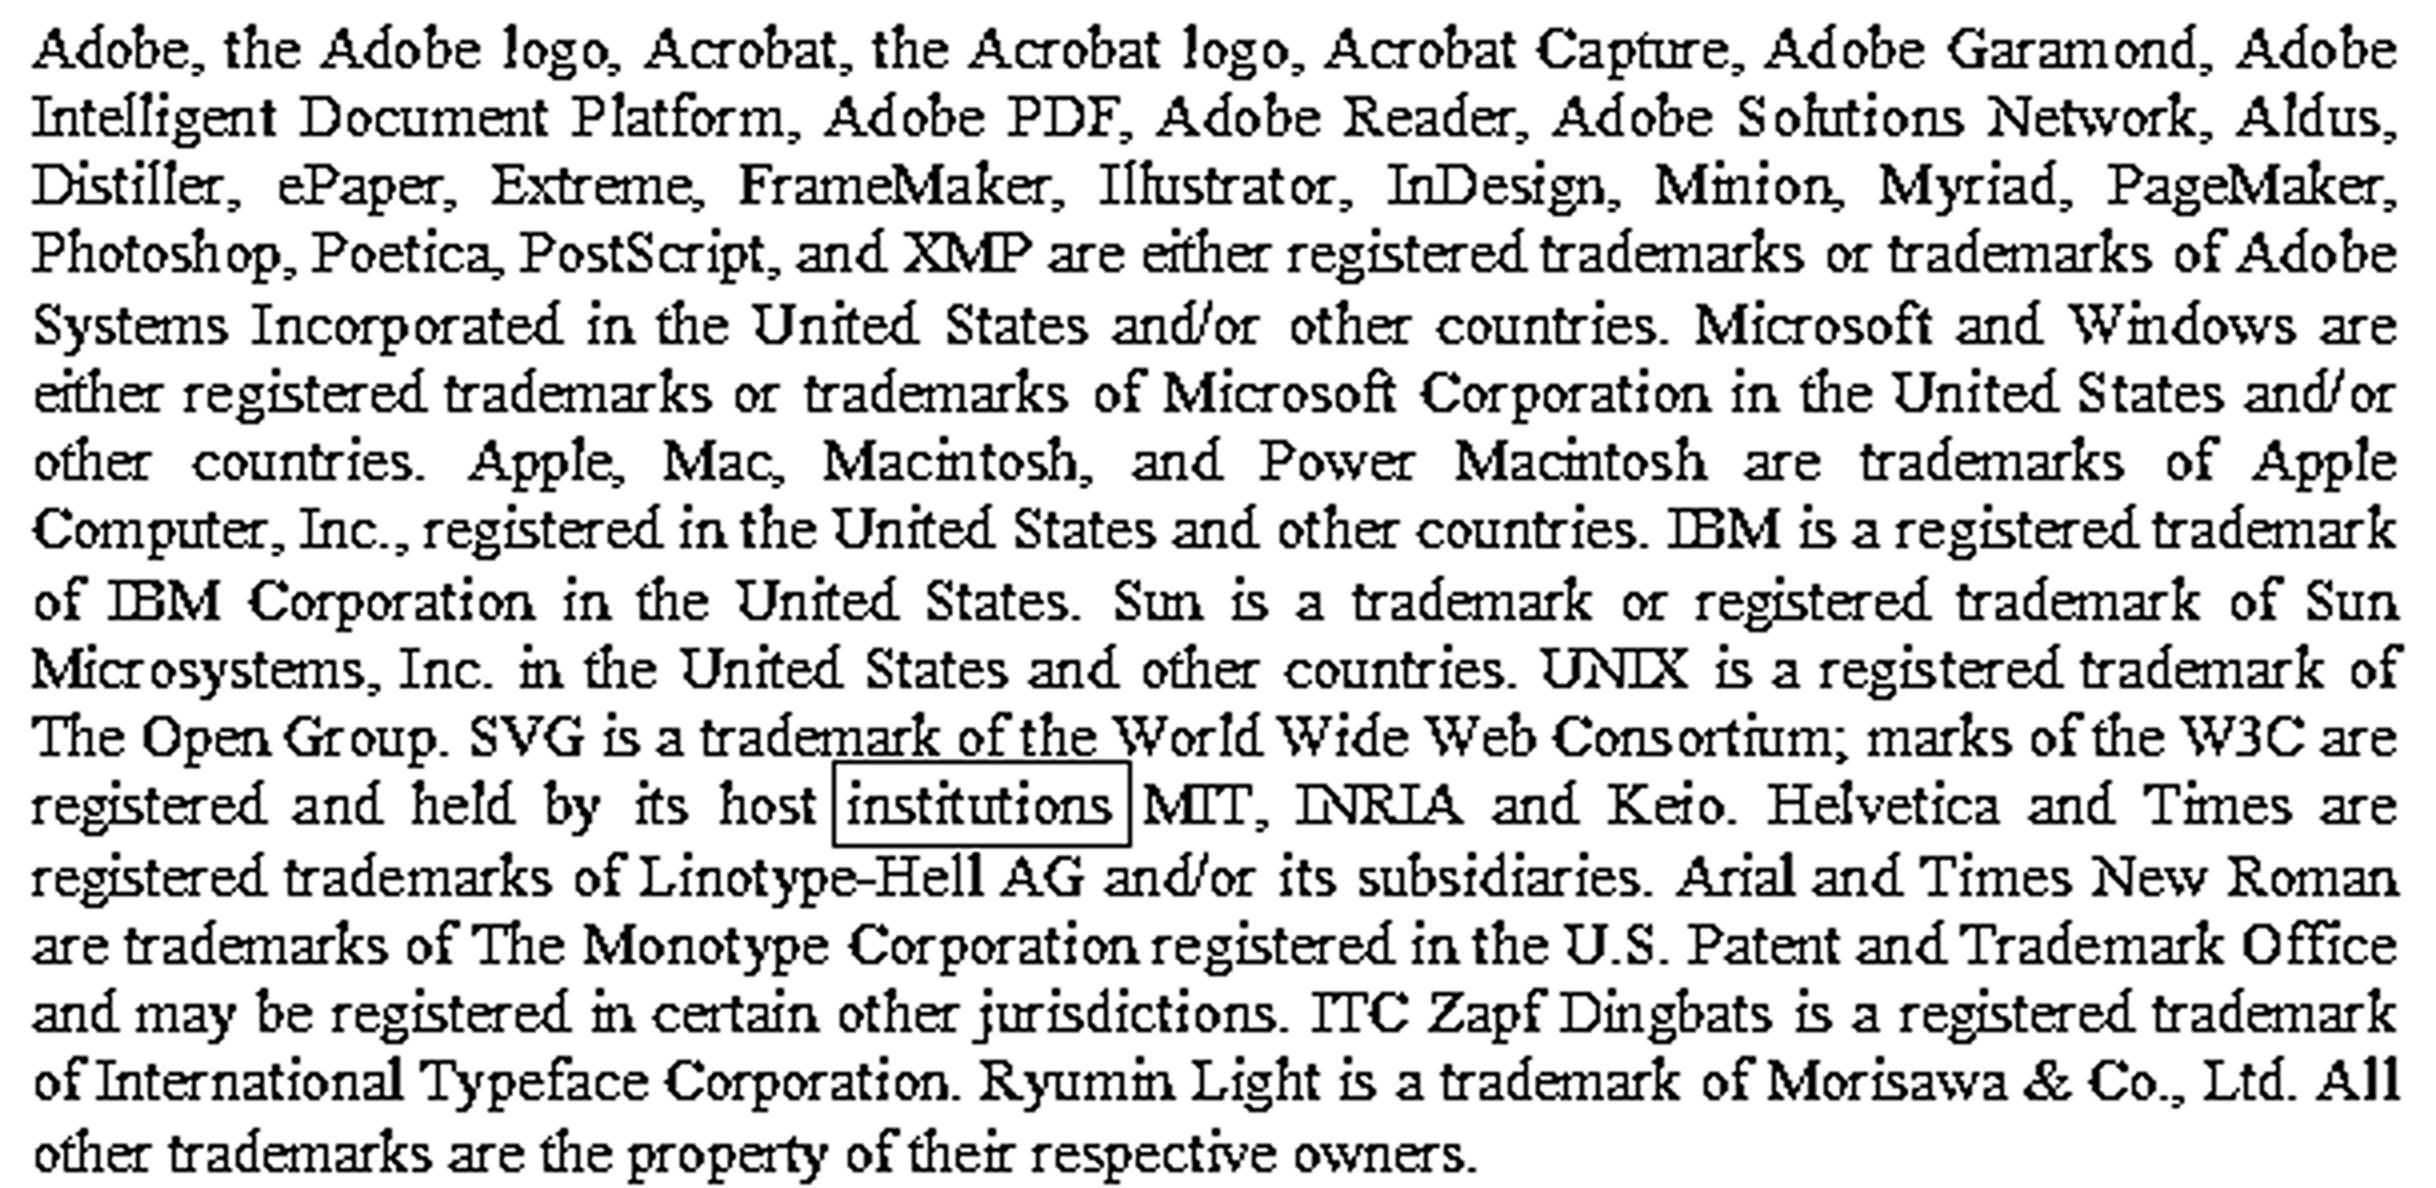 Adobe, the Adobe logo, Acrobat, the Acrobat logo, Acrobat Capture, Adobe Garamond, Adobe
Intelligent Document Platform, Adobe PDF, Adobe Reader, Adobe Solutions Network, Aldus,
Distiller, ePaper, Extreme, FrameMaker, Illustrator, InDesign, Minion, Myriad, PageMaker,
Photoshop, Poetica, PostScript, and XMP are either registered trademarks or trademarks of Adobe
Systems Incorporated in the United States and/or other countries. Microsoft and Windows are
either registered trademarks or trademarks of Microsoft Corporation in the United States and/or
other countries. Apple, Mac, Macintosh, and Power Macintosh are trademarks of Apple
Computer, Inc., registered in the United States and other countries. IBM is a registered trademark
of IBM Corporation in the United States. Sun is a trademark or registered trademark of Sun
Microsystems, Inc. in the United States and other countries. UNIX is a registered trademark of
The Open Group. SVG is a trademark of the World Wide Web Consortium; marks of the W3C are
registered and held by its host institutions MIT, INRIA and Keio. Helvetica and Times are
registered trademarks of Linotype-Hell AG and/or its subsidiaries. Arial and Times New Roman
are trademarks of The Monotype Corporation registered in the U.S. Patent and Trademark Office
and may be registered in certain other jurisdictions. ITC Zapf Dingbats is a registered trademark
of International Typeface Corporation. Ryumin Light is a trademark of Morisawa & Co., Ltd. All
other trademarks are the property of their respective owners.